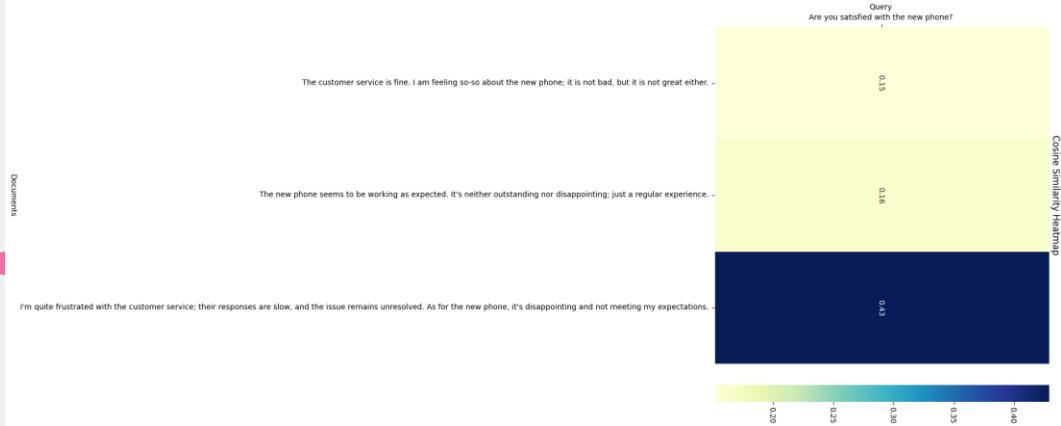 Query
Are you satisfied with the new phone?
The customer service is fine. I am feeling so-so about the new phone; it is not bad, but it is not great either.
0.15
Documents
The new phone seems to be working as expected. It's neither outstanding nor disappointing; just a regular experience.
0.16
Cosine Similarity Heatmap
I'm quite frustrated with the customer service; their responses are slow, and the issue remains unresolved. As for the new phone, it's disappointing and not meeting my expectations.
0.43
0.20
0.25
0.30
0.35
0.40